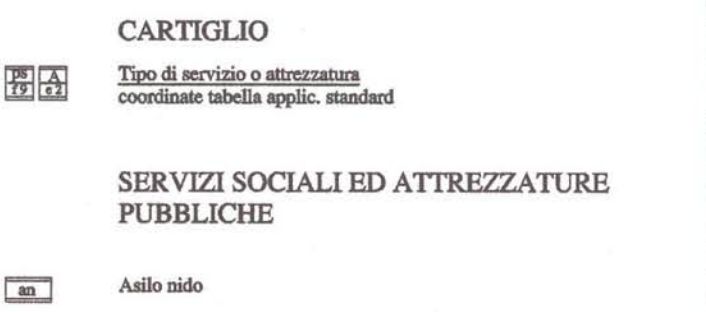 CARTIGLIO
ps A Tipo di servizio o attrezzatura
f9 e2 coordinate tabella applic. standard
SERVIZI SOCIALI ED ATTREZZATURE
PUBBLICHE
an Asilo nido